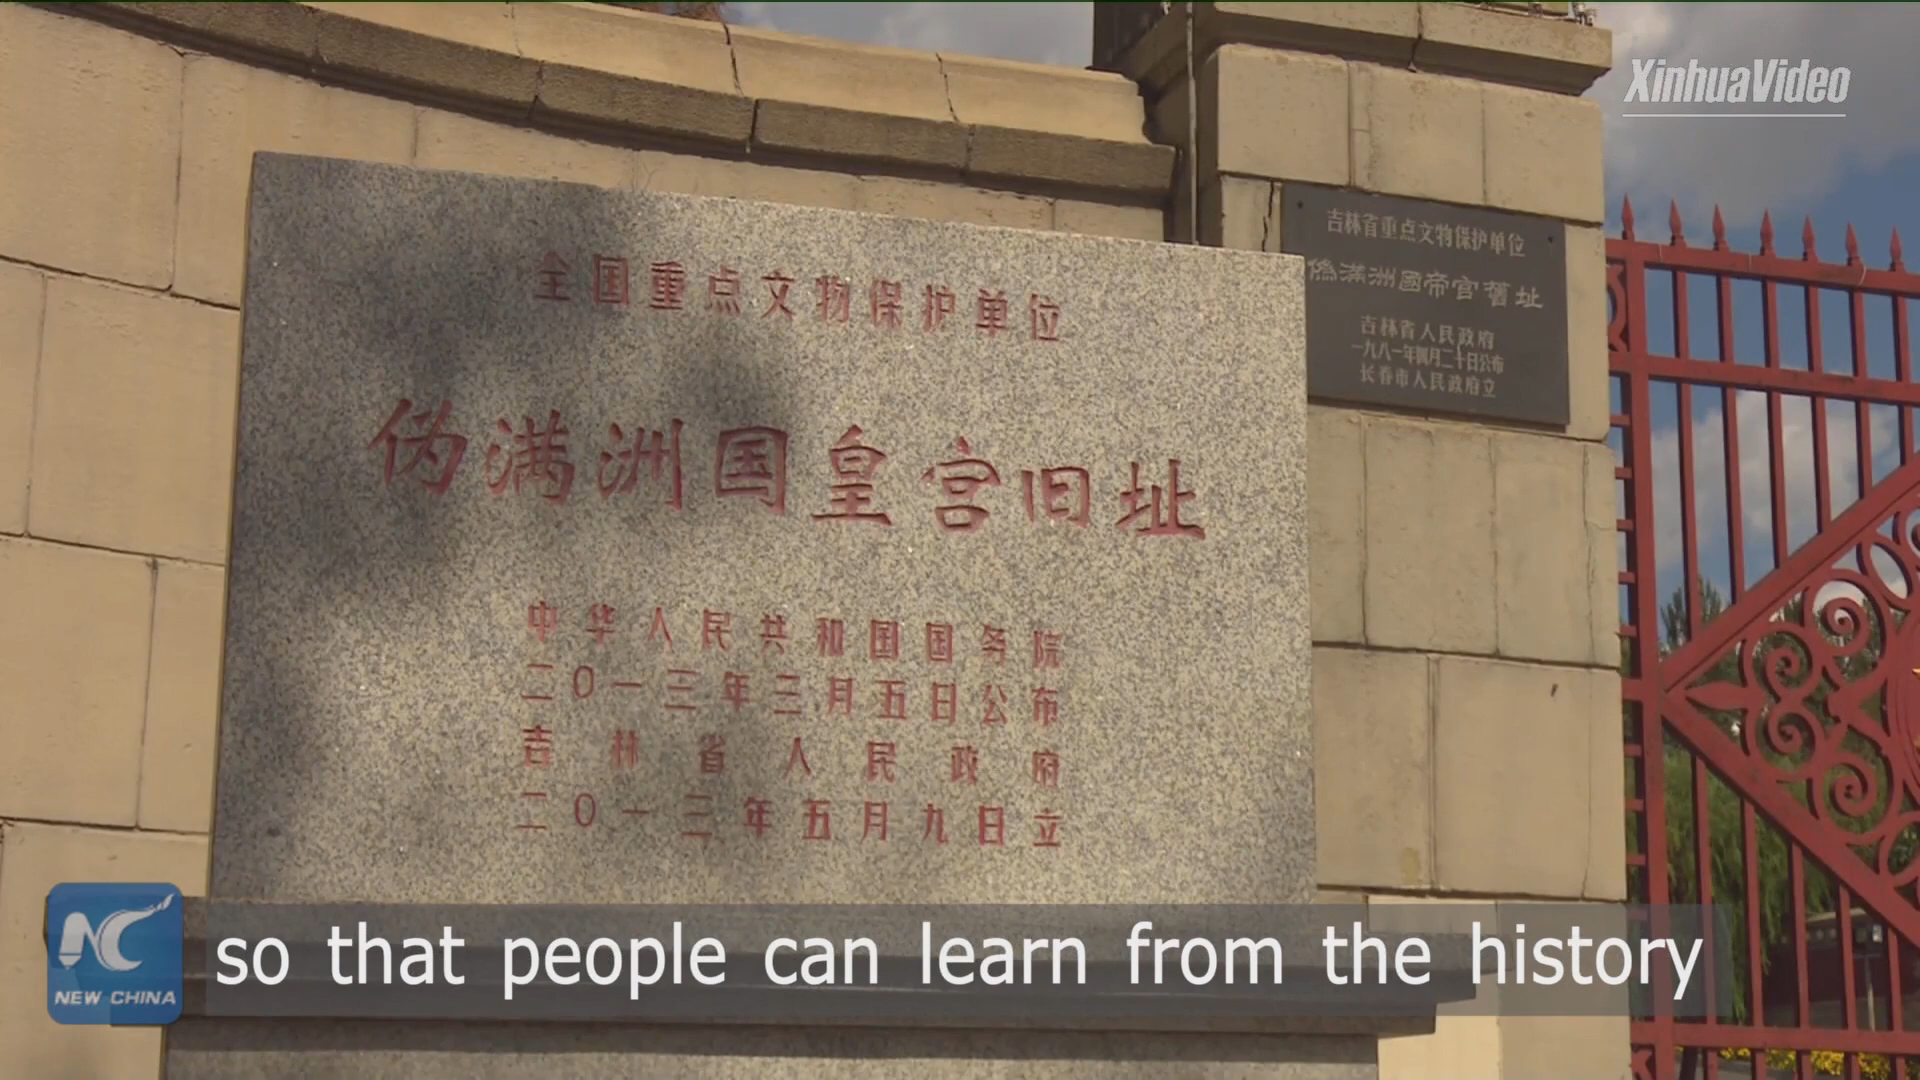 XinhuaVideo
全国重点文物保护单位
伪满洲国皇宫旧址
中华人民共和国国务院
二〇一三年三月五日公布
吉林省人民政府
二〇一三年五月九日立
吉林省重点文物保护单位
偽满洲國帝宫舊址
吉林省人民政府
一九八一年四月二十日公布
长春市人民政府立
NEW CHINA
so that people can learn from the history